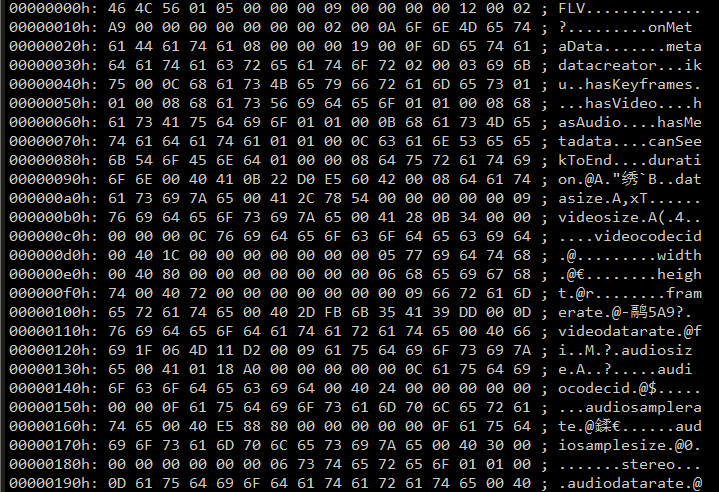 00000000h: 46 4C 56 01 05 00 00 00 09 00 00 00 00 12 00 02 ; FLV.............
00000010h: A9 00 00 00 00 00 00 00 02 00 0A 6F 6E 4D 65 74 ; ?..........onMet
00000020h: 61 44 61 74 61 08 00 00 00 19 00 0F 6D 65 74 61 ; aData.......meta
00000030h: 64 61 74 61 63 72 65 61 74 6F 72 02 00 03 69 6B ; datacreator...ik
00000040h: 75 00 0C 68 61 73 4B 65 79 66 72 61 6D 65 73 01 ; u..hasKeyframes.
00000050h: 01 00 08 68 61 73 56 69 64 65 6F 01 01 00 08 68 ; ...hasVideo....h
00000060h: 61 73 41 75 64 69 6F 01 01 00 0B 68 61 73 4D 65 ; asAudio....hasMe
00000070h: 74 61 64 61 74 61 01 01 00 0C 63 61 6E 53 65 65 ; tadata....canSee
00000080h: 6B 54 6F 45 6E 64 01 00 00 08 64 75 72 61 74 69 ; kToEnd....durati
00000090h: 6F 6E 00 40 41 0B 22 D0 E5 60 42 00 08 64 61 74 ; on.@A."绣`B..dat
000000a0h: 61 73 69 7A 65 00 41 2C 78 54 00 00 00 00 00 09 ; asize.A,xT......
000000b0h: 76 69 64 65 6F 73 69 7A 65 00 41 28 0B 34 00 00 ; videosize.A(.4..
000000c0h: 00 00 00 0C 76 69 64 65 6F 63 6F 64 65 63 69 64 ; ....videocodecid
000000d0h: 00 40 1C 00 00 00 00 00 00 00 05 77 69 64 74 68 ; .@.........width
000000e0h: 00 40 80 00 00 00 00 00 00 00 06 68 65 69 67 68 ; .@€........heigh
000000f0h: 74 00 40 72 00 00 00 00 00 00 00 09 66 72 61 6D ; t.@r........fram
00000100h: 65 72 61 74 65 00 40 2D FB 6B 35 41 39 DD 00 0D ; erate.@-鹝5A9?.
00000110h: 76 69 64 65 6F 64 61 74 61 72 61 74 65 00 40 66 ; videodatarate.@f
00000120h: 69 1F 06 4D 11 D2 00 09 61 75 64 69 6F 73 69 7A ; i..M.?.audiosiz
00000130h: 65 00 41 01 18 A0 00 00 00 00 00 0C 61 75 64 69 ; e.A..?.....audi
00000140h: 6F 63 6F 64 65 63 69 64 00 40 24 00 00 00 00 00 ; ocodecid.@$.....
00000150h: 00 00 0F 61 75 64 69 6F 73 61 6D 70 6C 65 72 61 ; ...audiosamplera
00000160h: 74 65 00 40 E5 88 80 00 00 00 00 00 0F 61 75 64 ; te.@鍒€......aud
00000170h: 69 6F 73 61 6D 70 6C 65 73 69 7A 65 00 40 30 00 ; iosamplesize.@0.
00000180h: 00 00 00 00 00 00 06 73 74 65 72 65 6F 01 01 00 ; .......stereo...
00000190h: 0D 61 75 64 69 6F 64 61 74 61 72 61 74 65 00 40 ; .audiodatarate.@